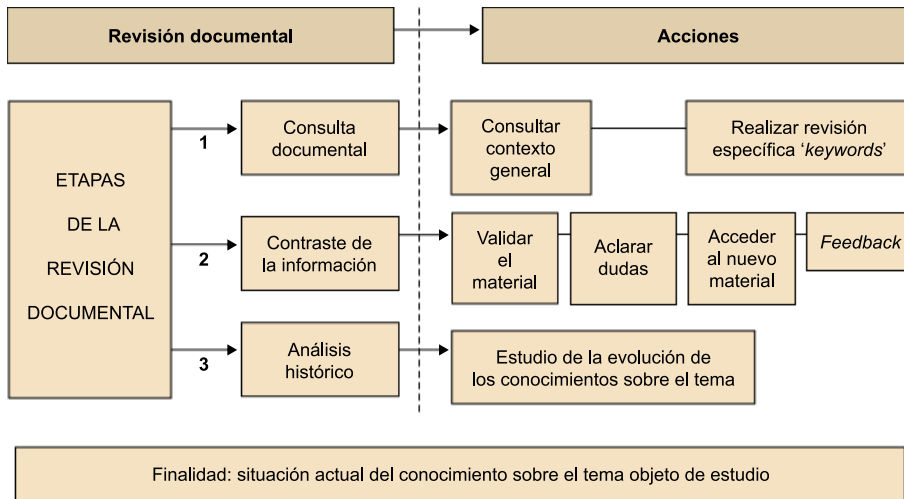 Revisión documental
Acciones
ETAPAS
DE LA
REVISIÓN
DOCUMENTAL
1
Consulta
documental
Consultar
contexto
general
Realizar revisión
específica ‘keywords’
2
Contraste de
la información
Validar
el
material
Aclarar
dudas
Acceder
al nuevo
material
Feedback
3
Análisis
histórico
Estudio de la evolución de
los conocimientos sobre el tema
Finalidad: situación actual del conocimiento sobre el tema objeto de estudio